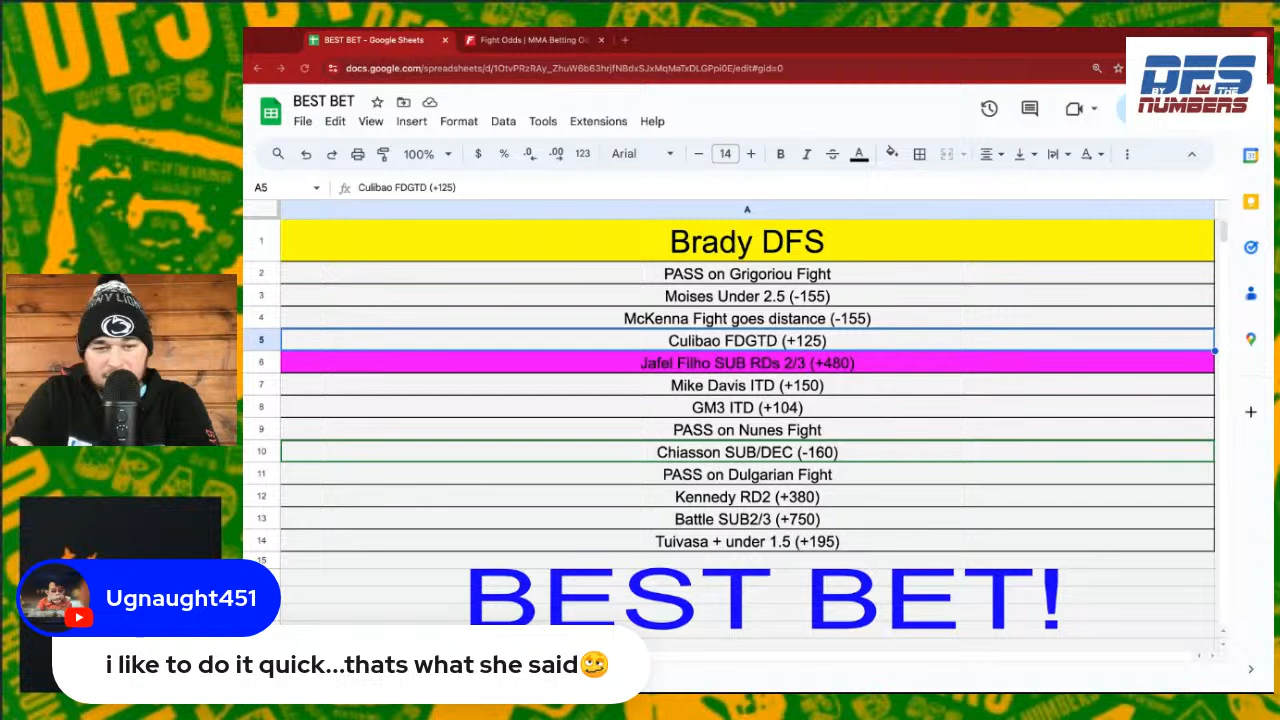 BEST BET - Google Sheets
Fight Odds | MMA Betting O
docs.google.com/spreadsheets/d/
DFS
BY THE
NUMBERS
BEST BET
File Edit View Insert Format Data Tools Extensions Help
100% $ % .0 .00 123 Arial 14 B I A A
A5 fx Culibao FDGTD (+125)
A
1 Brady DFS
2 PASS on Grigoriou Fight
3 Moises Under 2.5 (-155)
4 McKenna Fight goes distance (-155)
5 Culibao FDGTD (+125)
6 Jafel Filho SUB RDs 2/3 (+480)
7 Mike Davis ITD (+150)
8 GM3 ITD (+104)
9 PASS on Nunes Fight
10 Chiasson SUB/DEC (-160)
11 PASS on Dulgarian Fight
12 Kennedy RD2 (+380)
13 Battle SUB2/3 (+750)
14 Tuivasa + under 1.5 (+195)
15
BEST BET!
Ugnaught451
i like to do it quick...thats what she said🥴